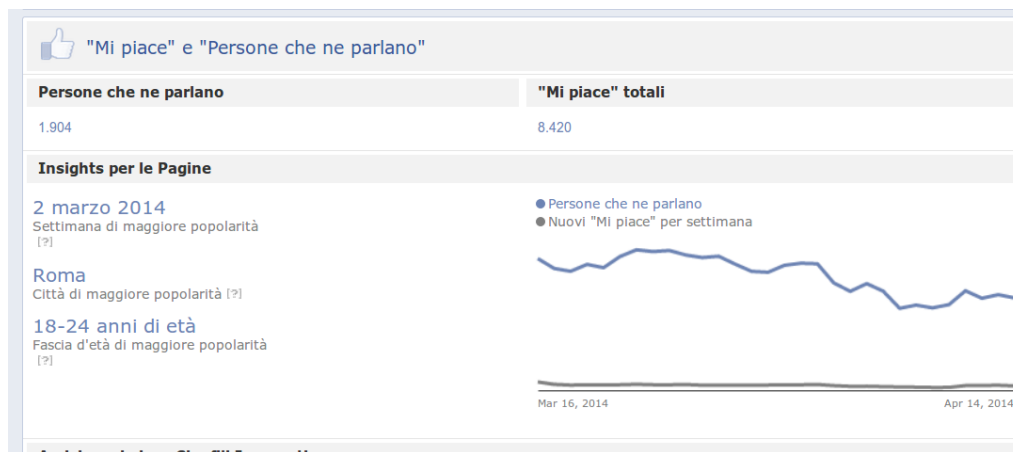 "Mi piace" e "Persone che ne parlano"
Persone che ne parlano
"Mi piace" totali
1.904
8.420
Insights per le Pagine
2 marzo 2014
Settimana di maggiore popolarità
[?]
Roma
Città di maggiore popolarità [?]
18-24 anni di età
Fascia d'età di maggiore popolarità
[?]
Persone che ne parlano
Nuovi "Mi piace" per settimana
Mar 16, 2014
Apr 14, 2014